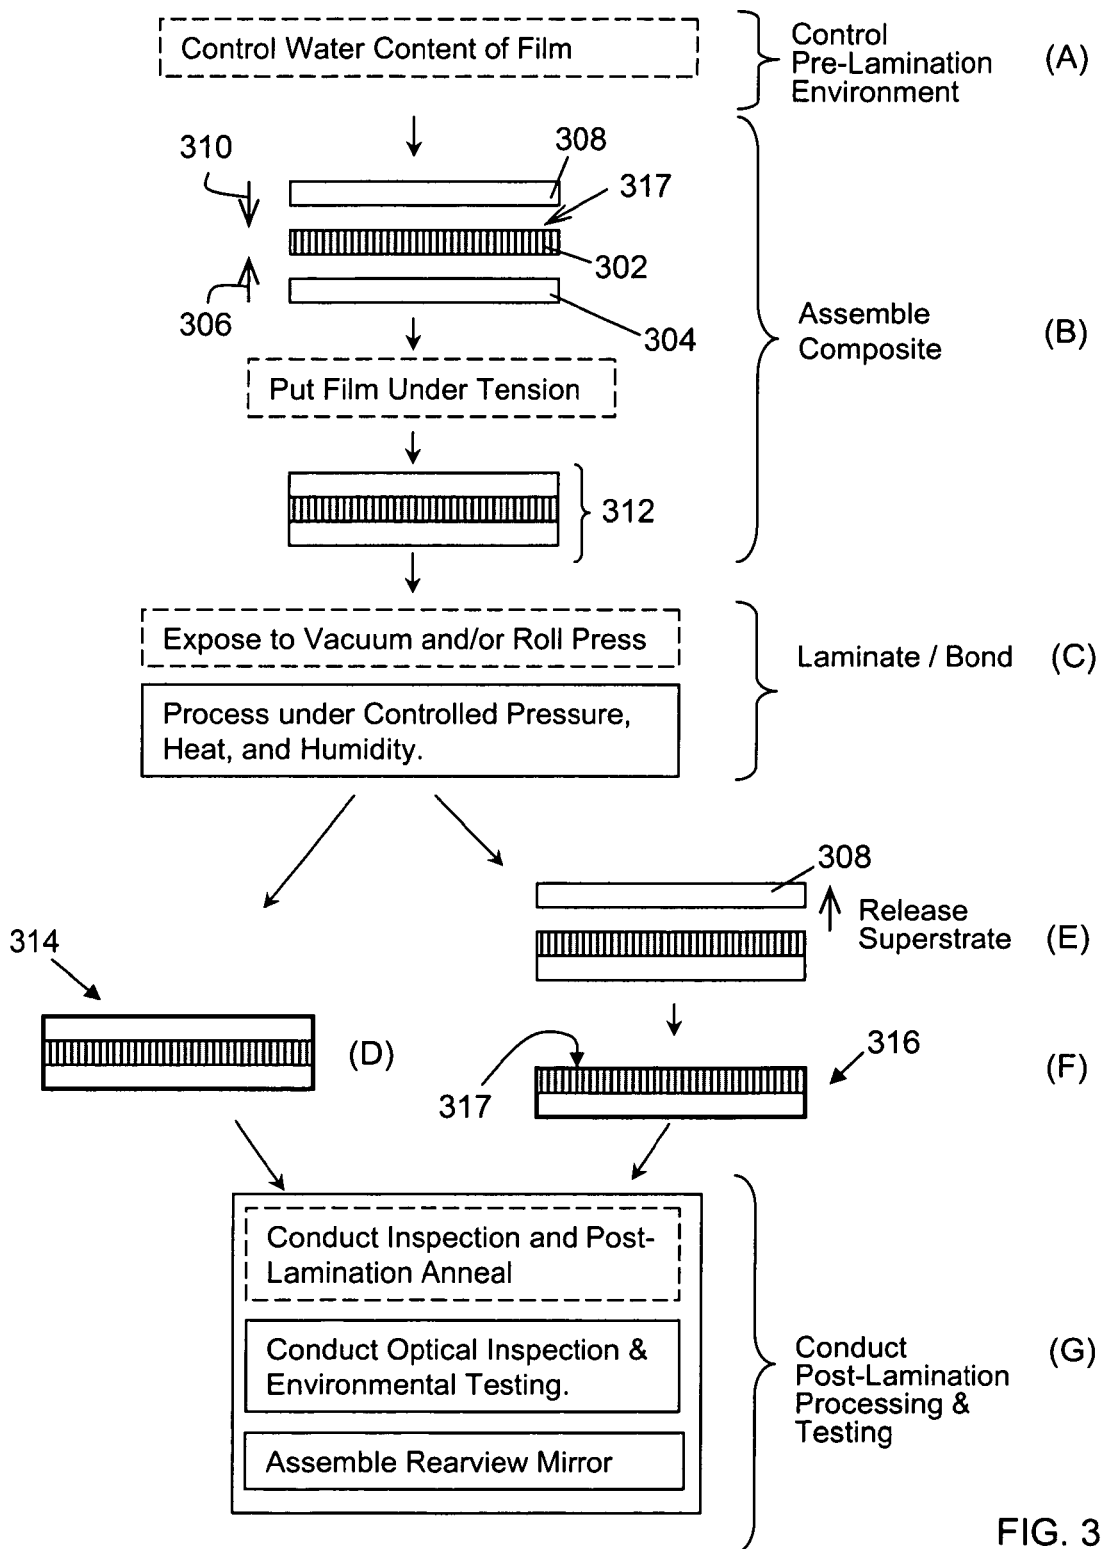 Control Water Content of Film
Control
Pre-Lamination
Environment
(A)
310
308
317
302
306
304
Put Film Under Tension
312
Assemble
Composite
(B)
Expose to Vacuum and/or Roll Press
Process under Controlled Pressure,
Heat, and Humidity.
Laminate / Bond
(C)
308
Release
Superstrate
(E)
314
(D)
317
316
(F)
Conduct Inspection and Post-
Lamination Anneal
Conduct Optical Inspection &
Environmental Testing.
Assemble Rearview Mirror
Conduct
Post-Lamination
Processing &
Testing
(G)
FIG. 3